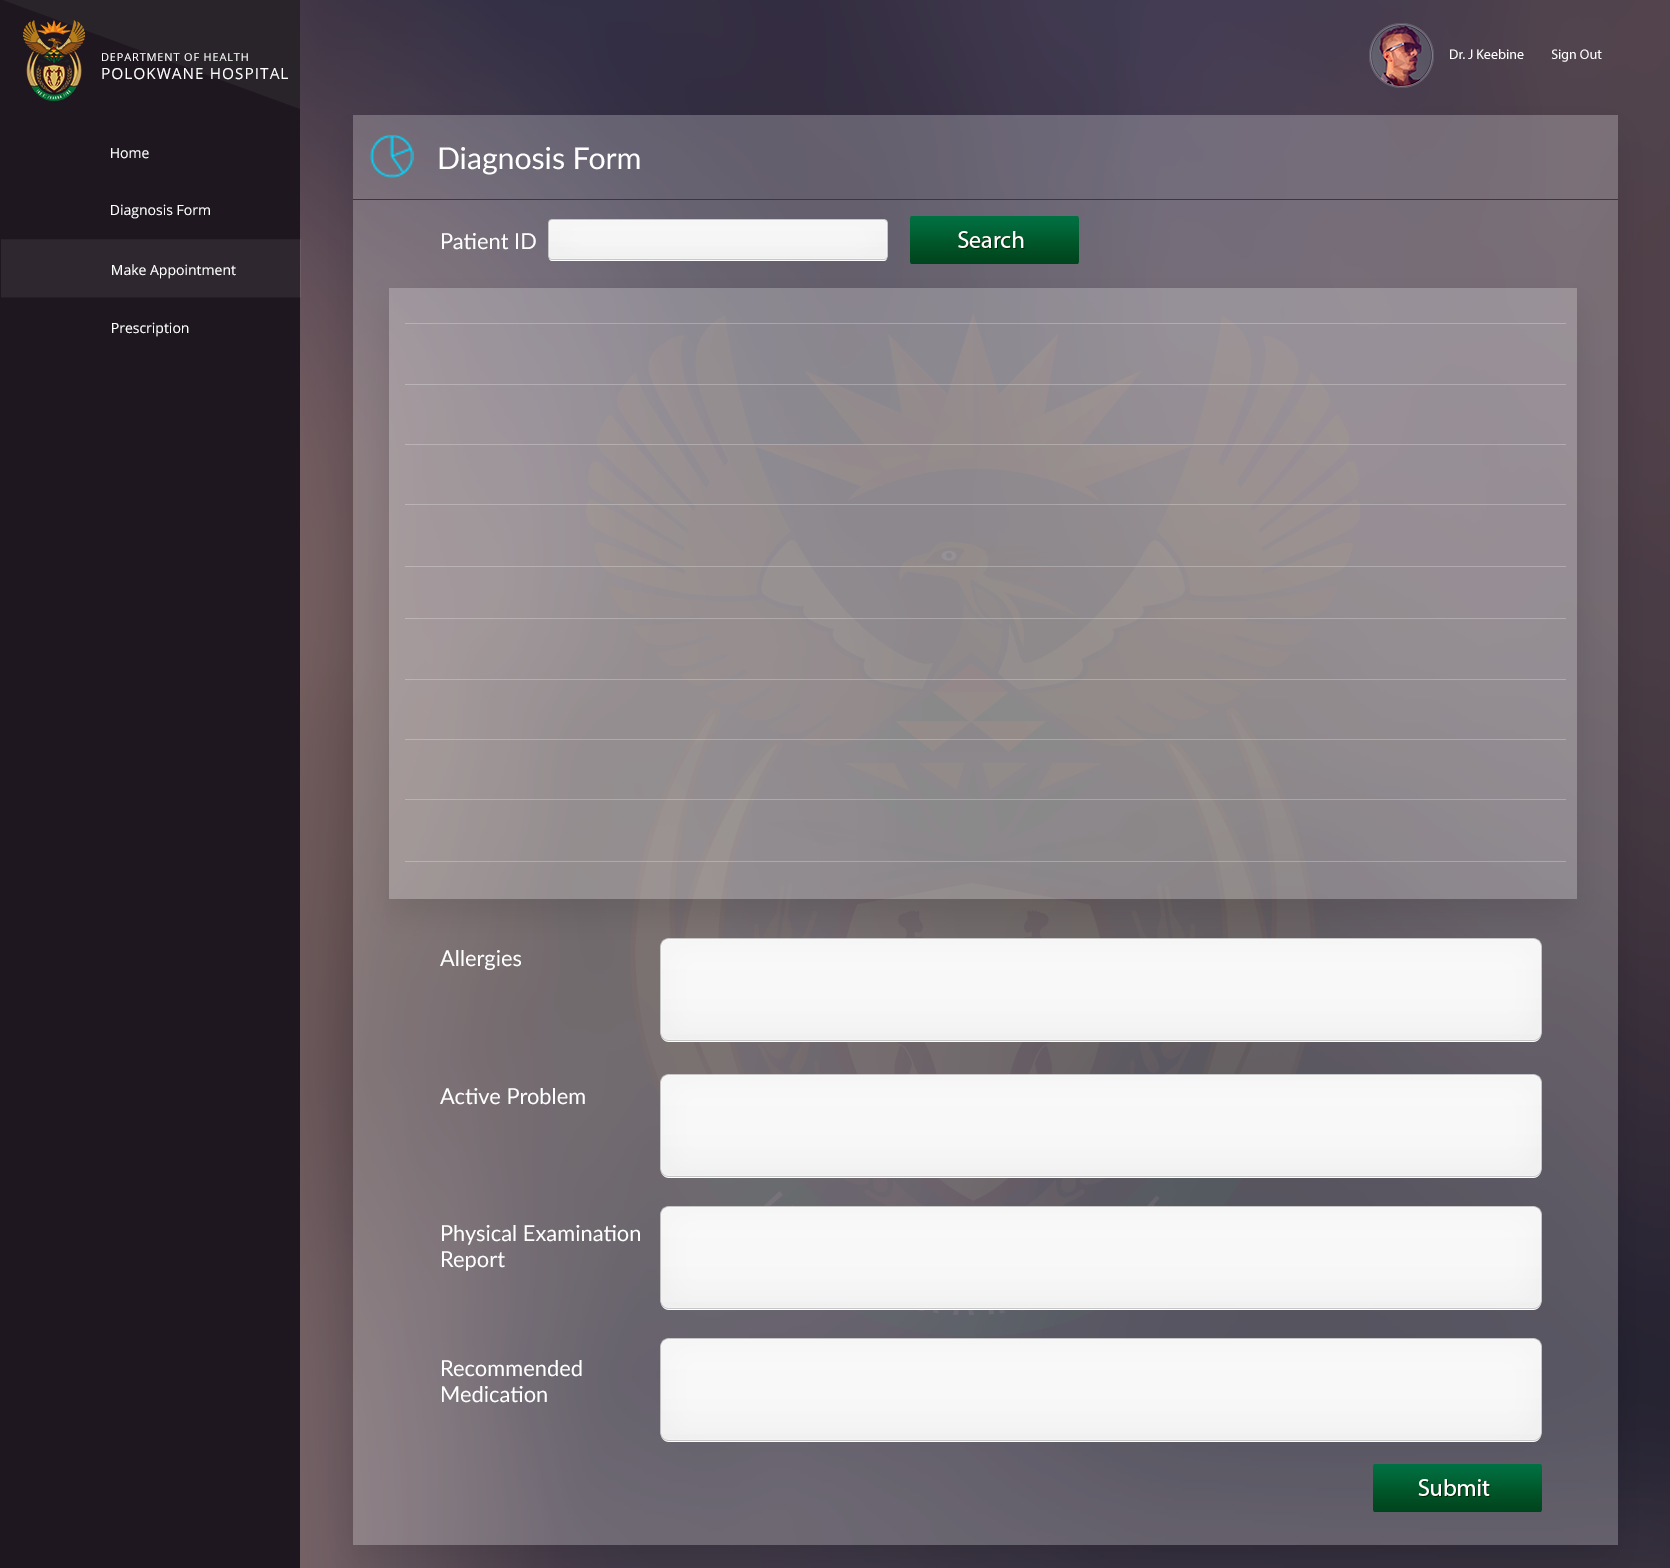 DEPARTMENT OF HEALTH
POLOKWANE HOSPITAL
Dr. J Keebine
Sign Out
Home
Diagnosis Form
Make Appointment
Prescription
Diagnosis Form
Patient ID
Search
Allergies
Active Problem
Physical Examination
Report
Recommended
Medication
Submit